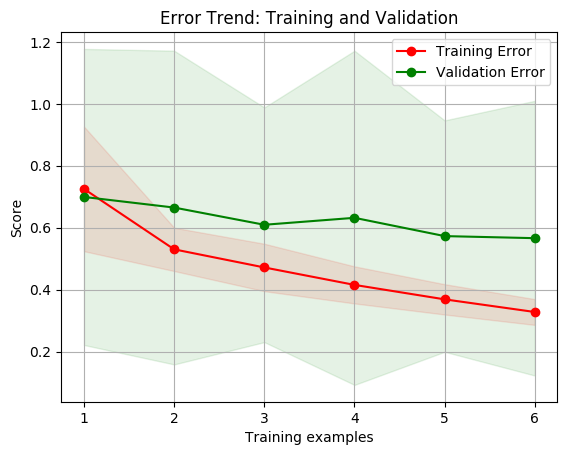 Error Trend: Training and Validation
Training Error
Validation Error
Score
1.2
1.0
0.8
0.6
0.4
0.2
1 2 3 4 5 6
Training examples